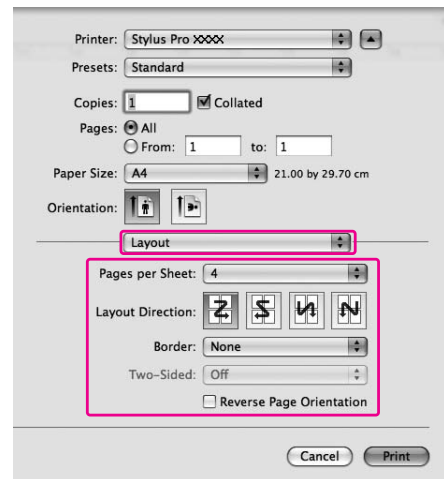 Printer: Stylus Pro XXXX
Presets: Standard
Copies: 1 Collated
Pages: All
From: 1 to: 1
Paper Size: A4 21.00 by 29.70 cm
Orientation:
Layout
Pages per Sheet: 4
Layout Direction:
Border: None
Two-Sided: Off
Reverse Page Orientation
Cancel Print